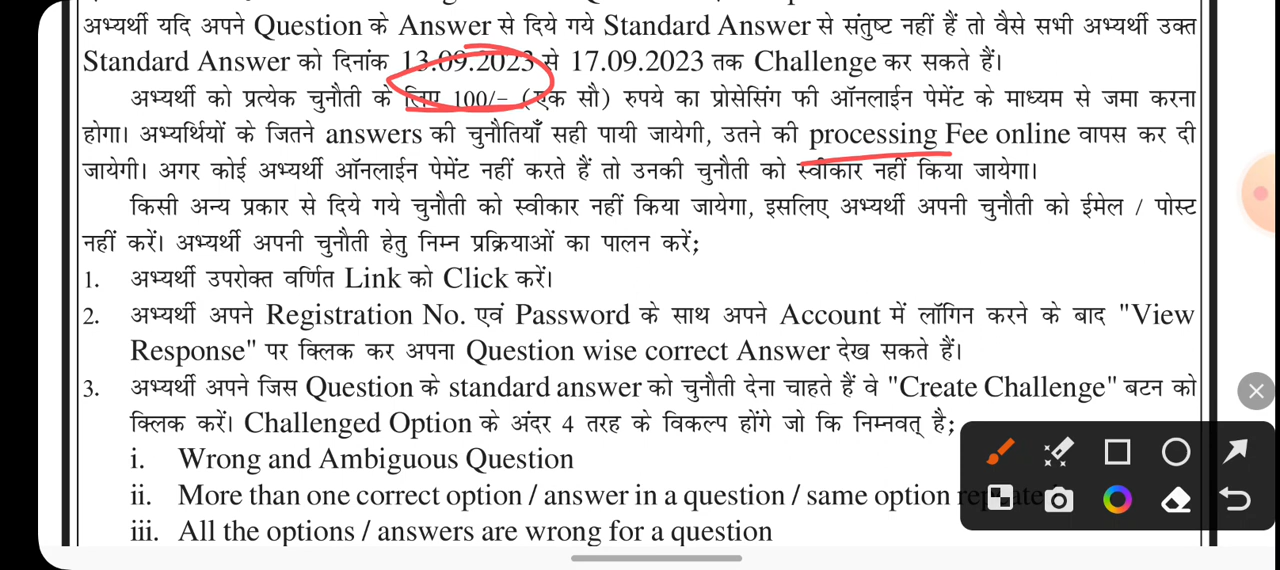 अभ्यर्थी यदि अपने Question के Answer से दिये गये Standard Answer से संतुष्ट नहीं हैं तो वैसे सभी अभ्यर्थी उक्त
Standard Answer को दिनांक 13.09.2023 से 17.09.2023 तक Challenge कर सकते हैं।
अभ्यर्थी को प्रत्येक चुनौती के लिए 100/- (एक सौ) रुपये का प्रोसेसिंग फी ऑनलाईन पेमेंट के माध्यम से जमा करना
होगा। अभ्यर्थियों के जितने answers की चुनौतियाँ सही पायी जायेगी, उतने की processing Fee online वापस कर दी
जायेगी। अगर कोई अभ्यर्थी ऑनलाईन पेमेंट नहीं करते हैं तो उनकी चुनौती को स्वीकार नहीं किया जायेगा।
किसी अन्य प्रकार से दिये गये चुनौती को स्वीकार नहीं किया जायेगा, इसलिए अभ्यर्थी अपनी चुनौती को ईमेल / पोस्ट
नहीं करें। अभ्यर्थी अपनी चुनौती हेतु निम्न प्रक्रियाओं का पालन करें;
1. अभ्यर्थी उपरोक्त वर्णित Link को Click करें।
2. अभ्यर्थी अपने Registration No. एवं Password के साथ अपने Account में लॉगिन करने के बाद "View
Response" पर क्लिक कर अपना Question wise correct Answer देख सकते हैं।
3. अभ्यर्थी अपने जिस Question के standard answer को चुनौती देना चाहते हैं वे "Create Challenge" बटन को
क्लिक करें। Challenged Option के अंदर 4 तरह के विकल्प होंगे जो कि निम्नवत् है;
i. Wrong and Ambiguous Question
ii. More than one correct option / answer in a question / same option
iii. All the options / answers are wrong for a question